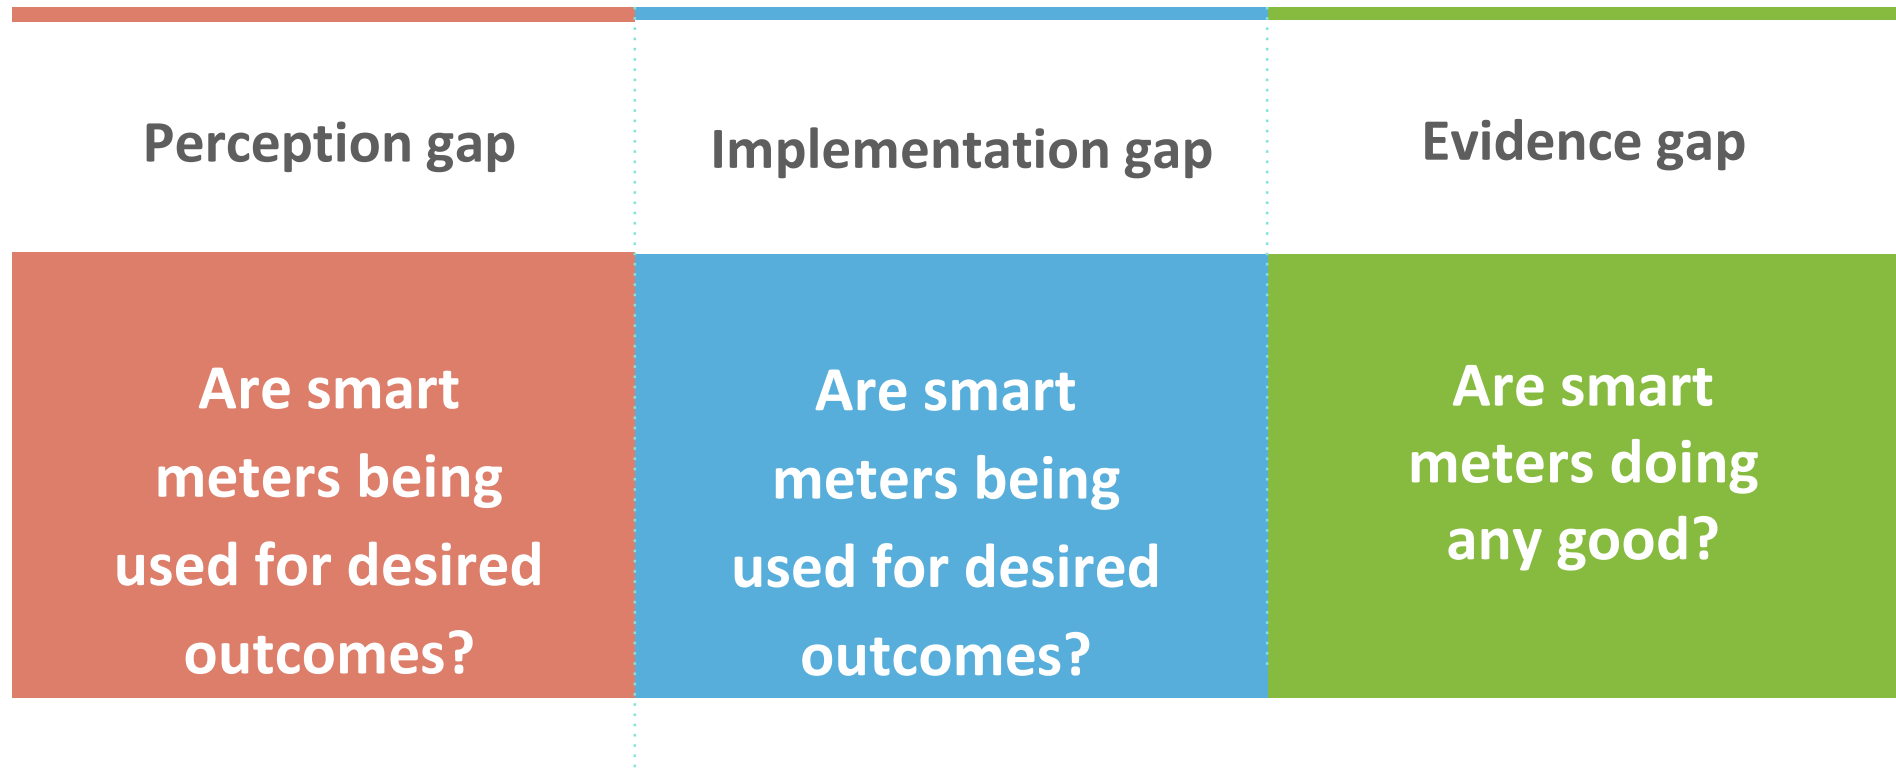 Perception gap
Implementation gap
Evidence gap
Are smart
meters being
used for desired
outcomes?
Are smart
meters being
used for desired
outcomes?
Are smart
meters doing
any good?